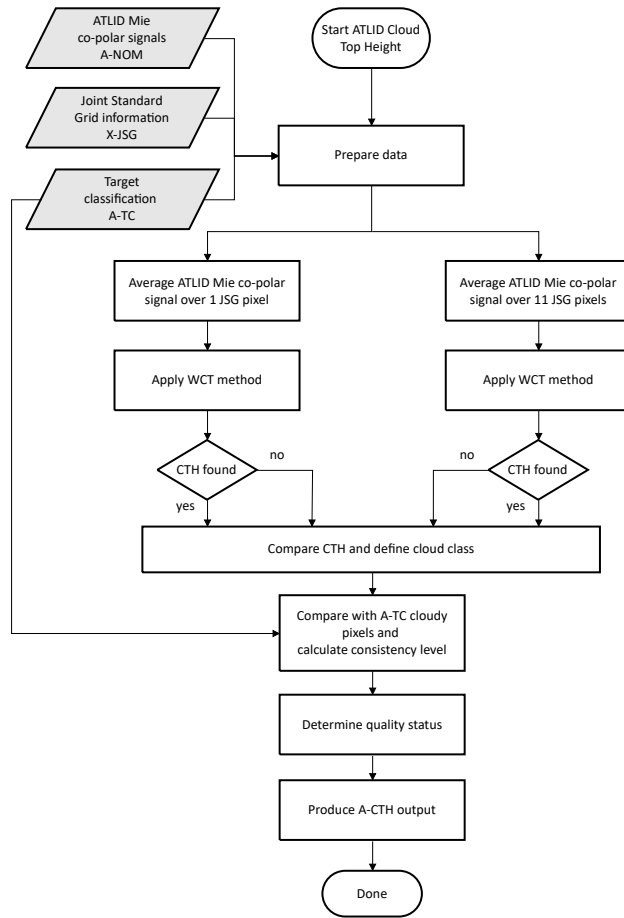 ATLID Mie
co-polar signals
A-NOM
Start ATLID Cloud
Top Height
Joint Standard
Grid information
X-JSG
Prepare data
Target
classification
A-TC
Average ATLID Mie co-polar
signal over 1 JSG pixel
Average ATLID Mie co-polar
signal over 11 JSG pixels
Apply WCT method
Apply WCT method
CTH found
no
yes
no
CTH found
yes
Compare CTH and define cloud class
Compare with A-TC cloudy
pixels and
calculate consistency level
Determine quality status
Produce A-CTH output
Done